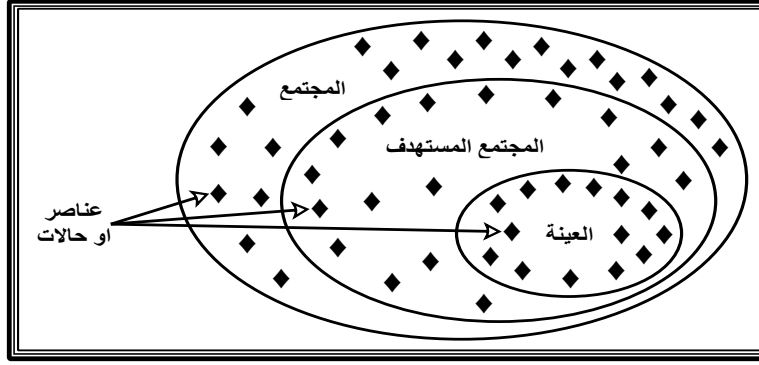 المجتمع
المجتمع المستهدف
العينة
عناصر
او حالات